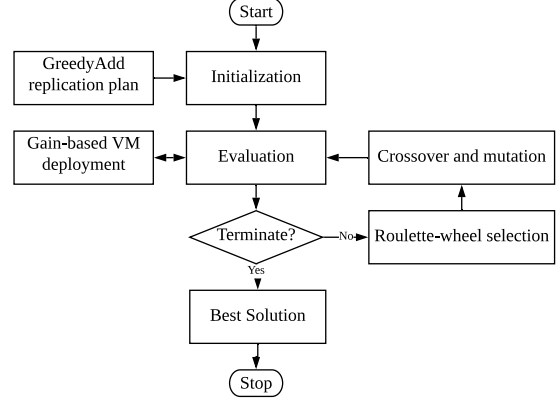 Start
GreedyAdd
replication plan
Initialization
Gain-based VM
deployment
Evaluation
Crossover and mutation
Terminate?
No
Roulette-wheel selection
Yes
Best Solution
Stop